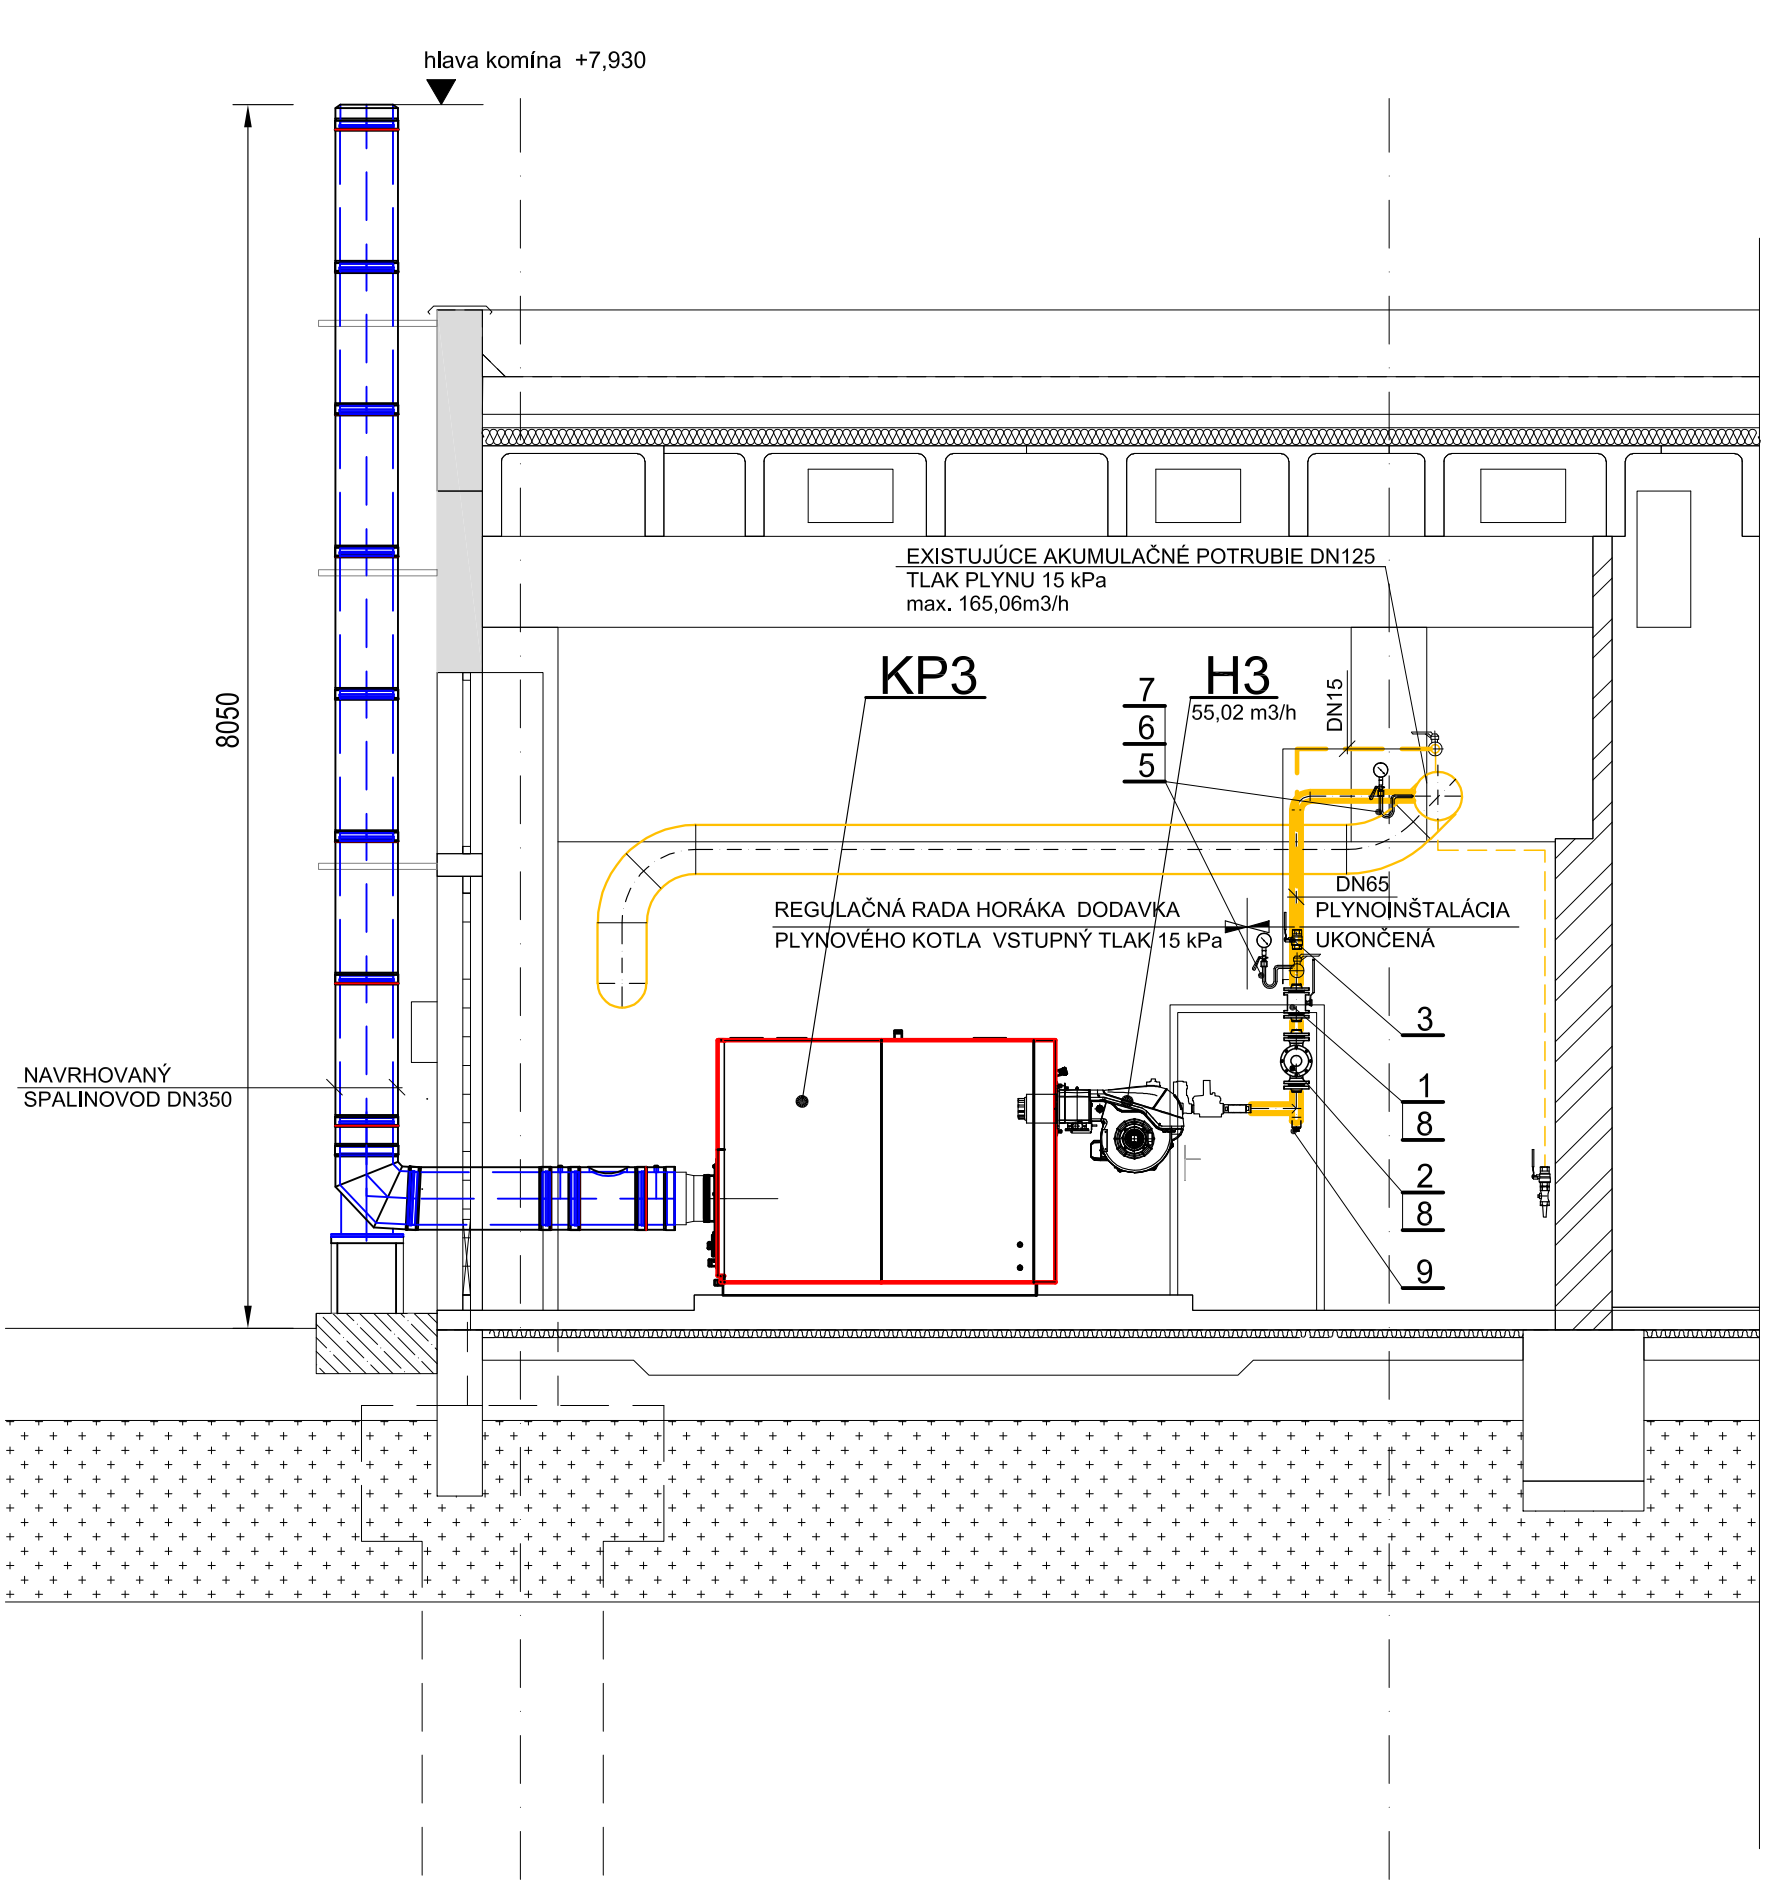 hlava komína +7,930
8050
EXISTUJÚCE AKUMULAČNÉ POTRUBIE DN125
TLAK PLYNU 15 kPa
max. 165,06m3/h
KP3
H3
55,02 m3/h
7
6
5
DN15
DN65
REGULAČNÁ RADA HORÁKA DODAVKA
PLYNOVÉHO KOTLA VSTUPNÝ TLAK 15 kPa
PLYNOINŠTALÁCIA
UKONČENÁ
3
1
8
2
8
9
NAVRHOVANÝ
SPALINOVOD DN350